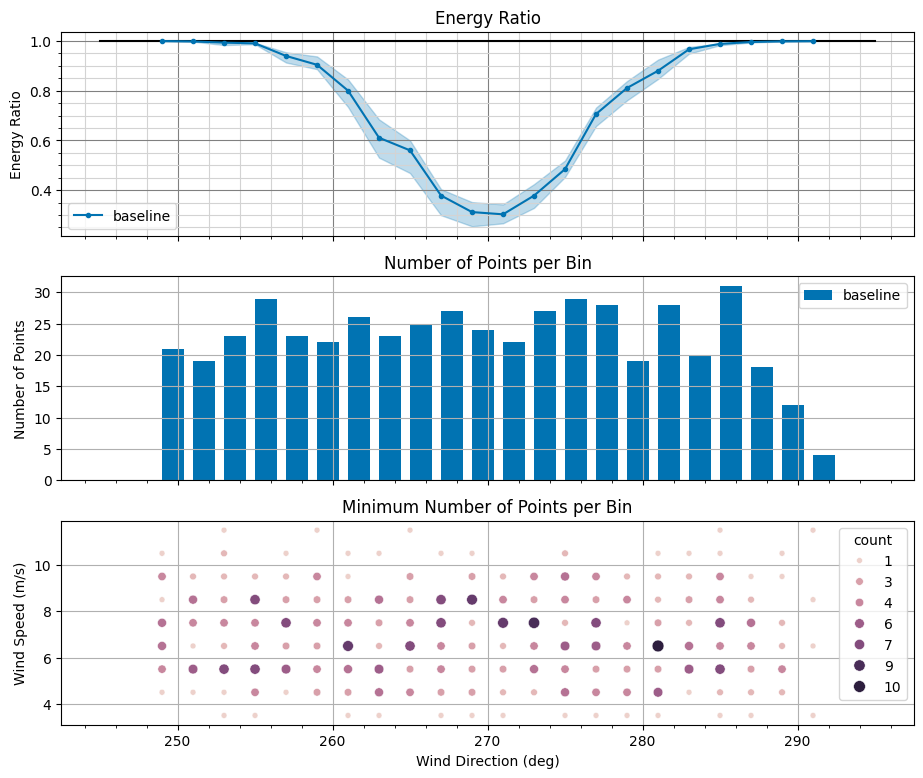 Energy Ratio
1.0
0.8
0.6
0.4
Energy Ratio
baseline
Number of Points per Bin
30
25
20
15
10
5
0
Number of Points
baseline
Minimum Number of Points per Bin
10
8
6
4
Wind Speed (m/s)
count
1
3
4
6
7
9
10
250 260 270 280 290
Wind Direction (deg)